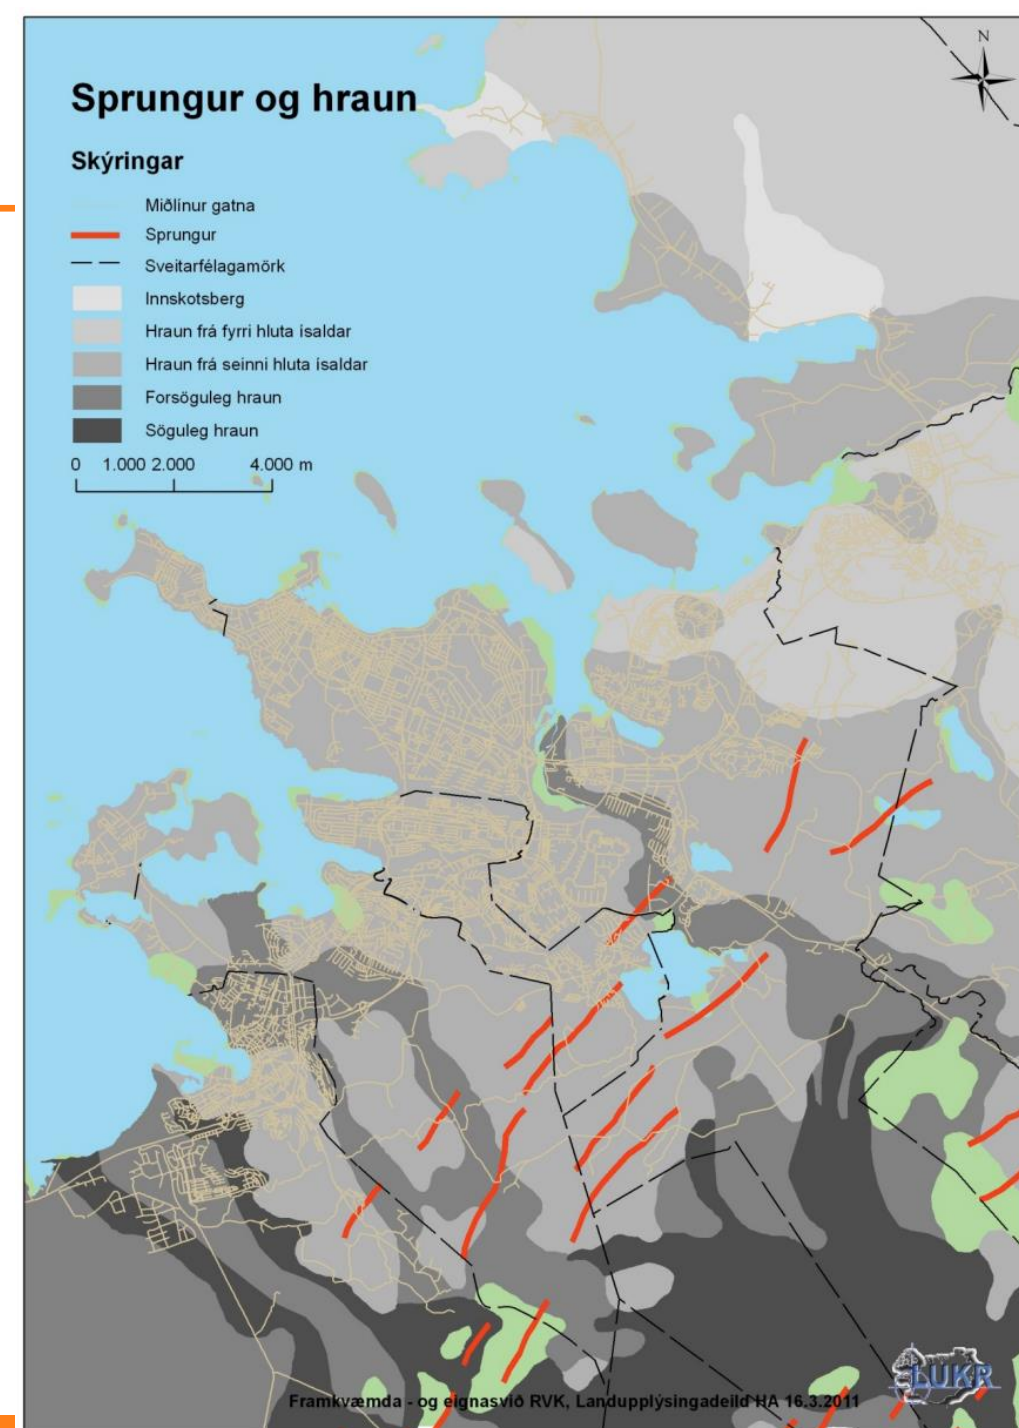 Sprungur og hraun
N
Skýringar
Miðlínur gatna
Sprungur
Sveitarfélagamörk
Innskotsberg
Hraun frá fyrri hluta ísaldar
Hraun frá seinni hluta ísaldar
Forsöguleg hraun
Söguleg hraun
0 1.000 2.000 4.000 m
LUKR
Framkvæmda - og eignasvið RVK, Landupplýsingadeild HA 16.3.2011